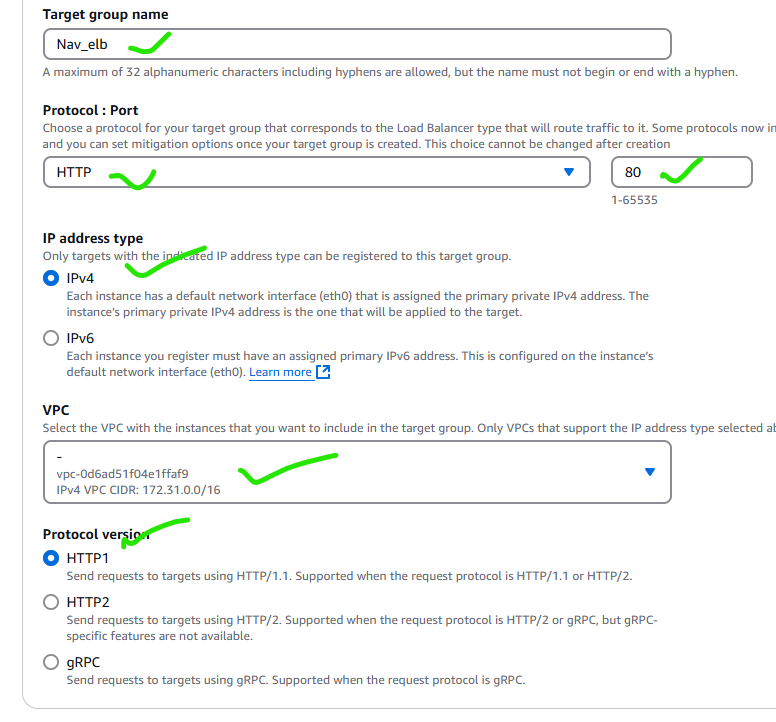 Target group name
Nav_elb
A maximum of 32 alphanumeric characters including hyphens are allowed, but the name must not begin or end with a hyphen.
Protocol : Port
Choose a protocol for your target group that corresponds to the Load Balancer type that will route traffic to it. Some protocols now in
and you can set mitigation options once your target group is created. This choice cannot be changed after creation
HTTP
80
1-65535
IP address type
Only targets with the indicated IP address type can be registered to this target group.
IPv4
Each instance has a default network interface (eth0) that is assigned the primary private IPv4 address. The
instance's primary private IPv4 address is the one that will be applied to the target.
IPv6
Each instance you register must have an assigned primary IPv6 address. This is configured on the instance's
default network interface (eth0). Learn more
VPC
Select the VPC with the instances that you want to include in the target group. Only VPCs that support the IP address type selected ab
-
vpc-0d6ad51f04e1ffaf9
IPv4 VPC CIDR: 172.31.0.0/16
Protocol version
HTTP1
Send requests to targets using HTTP/1.1. Supported when the request protocol is HTTP/1.1 or HTTP/2.
HTTP2
Send requests to targets using HTTP/2. Supported when the request protocol is HTTP/2 or gRPC, but gRPC-
specific features are not available.
gRPC
Send requests to targets using gRPC. Supported when the request protocol is gRPC.